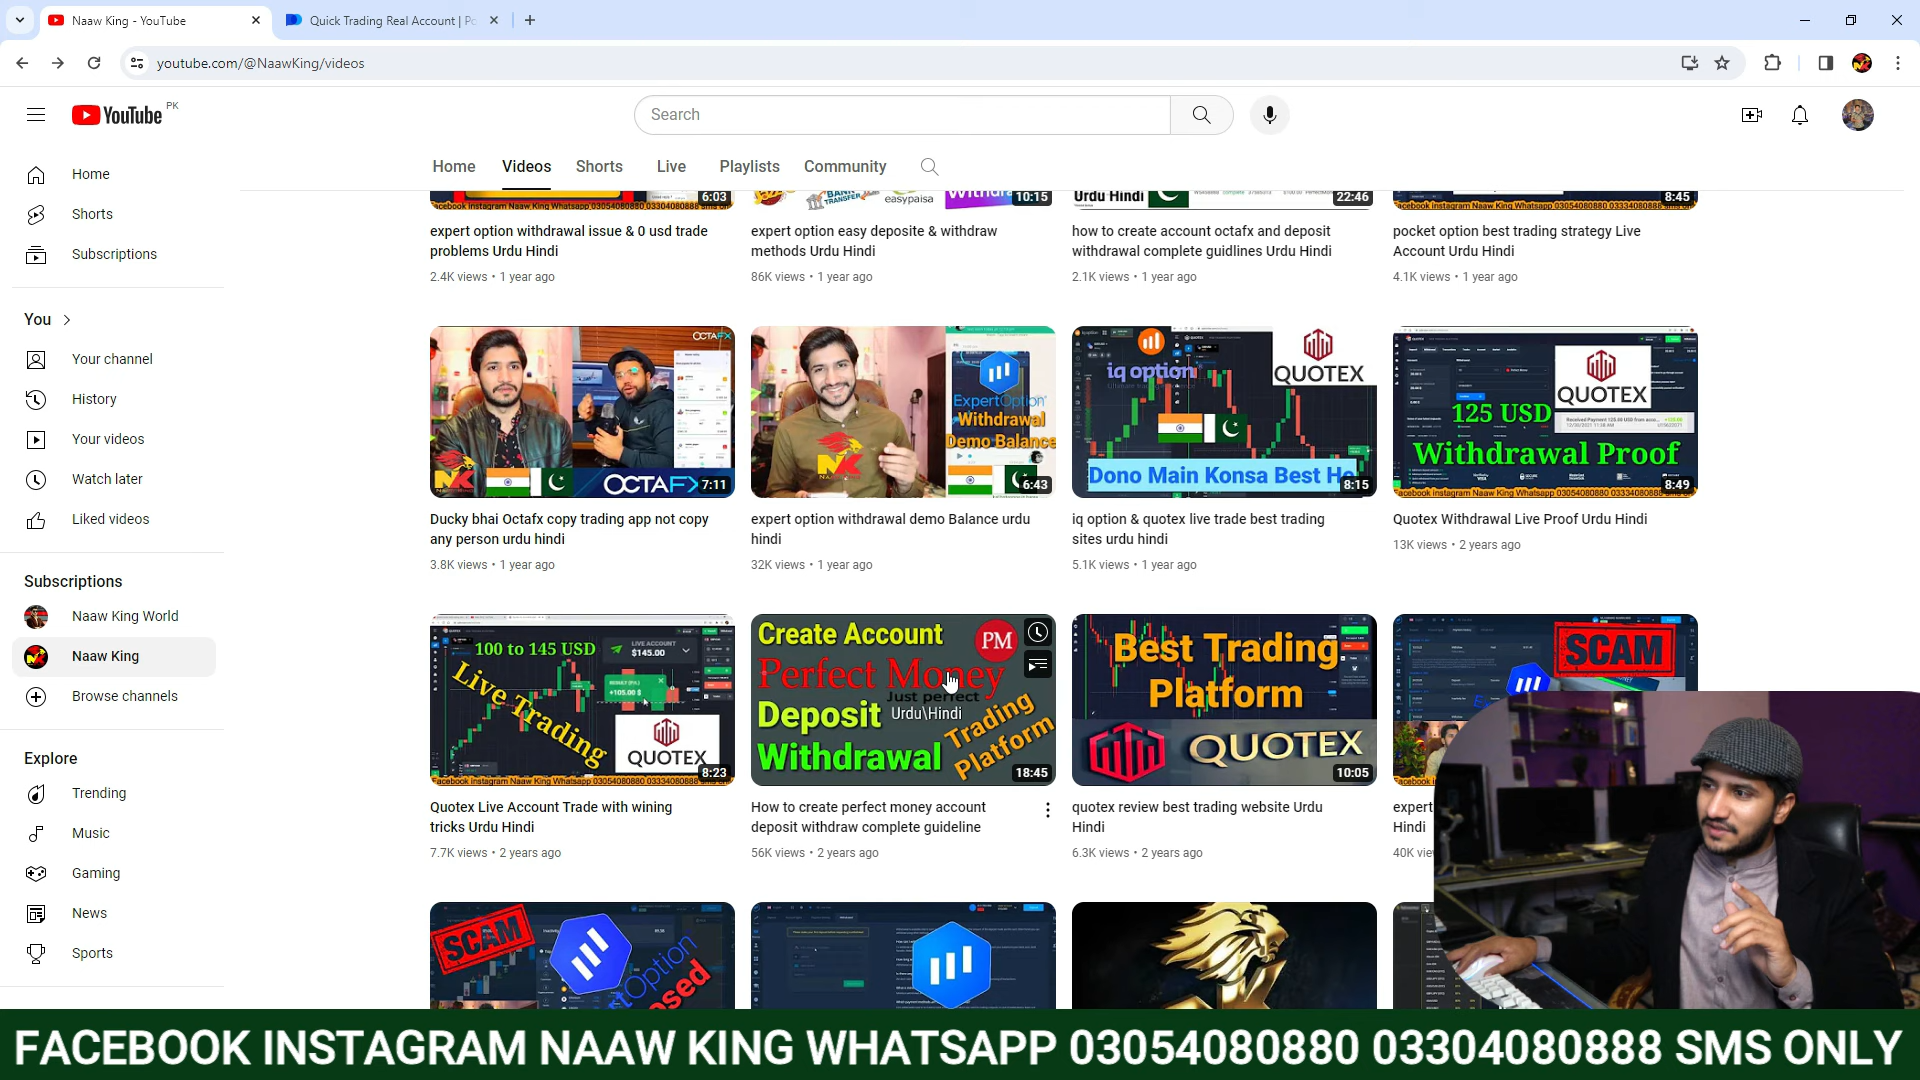 Naaw King - YouTube
Quick Trading Real Account | Po
youtube.com/@NaawKing/videos
YouTube PK
Search
Home Videos Shorts Live Playlists Community
Home
Shorts
Subscriptions
You
Your channel
History
Your videos
Watch later
Liked videos
Subscriptions
Naaw King World
Naaw King
Browse channels
Explore
Trending
Music
Gaming
News
Sports
6:03
easypaisa
10:15
Urdu Hindi
22:46
8:45
expert option withdrawal issue & 0 usd trade
problems Urdu Hindi
2.4K views • 1 year ago
expert option easy deposite & withdraw
methods Urdu Hindi
86K views • 1 year ago
how to create account octafx and deposit
withdrawal complete guidlines Urdu Hindi
2.1K views • 1 year ago
pocket option best trading strategy Live
Account Urdu Hindi
4.1K views • 1 year ago
OCTAFX
OCTAFX
7:11
Ducky bhai Octafx copy trading app not copy
any person urdu hindi
3.8K views • 1 year ago
ExpertOption
Withdrawal
Demo Balance
6:43
expert option withdrawal demo Balance urdu
hindi
32K views • 1 year ago
iq option
QUOTEX
Dono Main Konsa Best He
8:15
iq option & quotex live trade best trading
sites urdu hindi
5.1K views • 1 year ago
QUOTEX
125 USD
Withdrawal Proof
8:49
Quotex Withdrawal Live Proof Urdu Hindi
13K views • 2 years ago
100 to 145 USD
LIVE ACCOUNT
$145.00
+105.00 $
Live Trading
QUOTEX
8:23
Quotex Live Account Trade with wining
tricks Urdu Hindi
7.7K views • 2 years ago
Create Account
PM
Perfect Money
Just perfect
Deposit
Urdu\Hindi
Withdrawal
Trading
Platform
18:45
How to create perfect money account
deposit withdraw complete guideline
56K views • 2 years ago
Best Trading
Platform
QUOTEX
10:05
quotex review best trading website Urdu
Hindi
6.3K views • 2 years ago
SCAM
expert
Hindi
40K vie
SCAM
FACEBOOK INSTAGRAM NAAW KING WHATSAPP 03054080880 03304080888 SMS ONLY